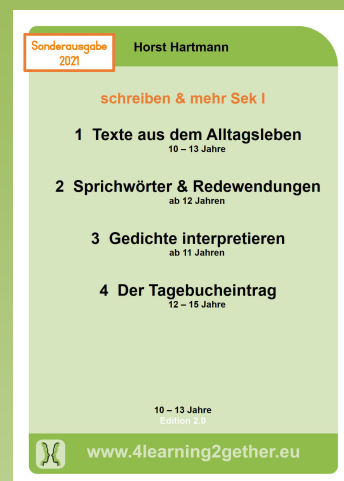 Sonderausgabe
2021
Horst Hartmann
schreiben & mehr Sek I
1 Texte aus dem Alltagsleben
10 – 13 Jahre
2 Sprichwörter & Redewendungen
ab 12 Jahren
3 Gedichte interpretieren
ab 11 Jahren
4 Der Tagebucheintrag
12 – 15 Jahre
10 – 13 Jahre
Edition 2.0
www.4learning2gether.eu